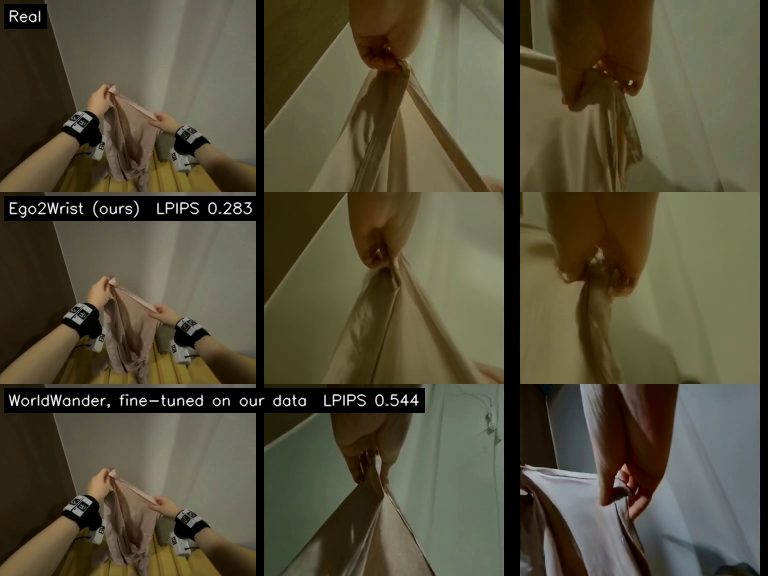 Real
Ego2Wrist (ours)  LPIPS 0.283
WorldWander, fine-tuned on our data  LPIPS 0.544